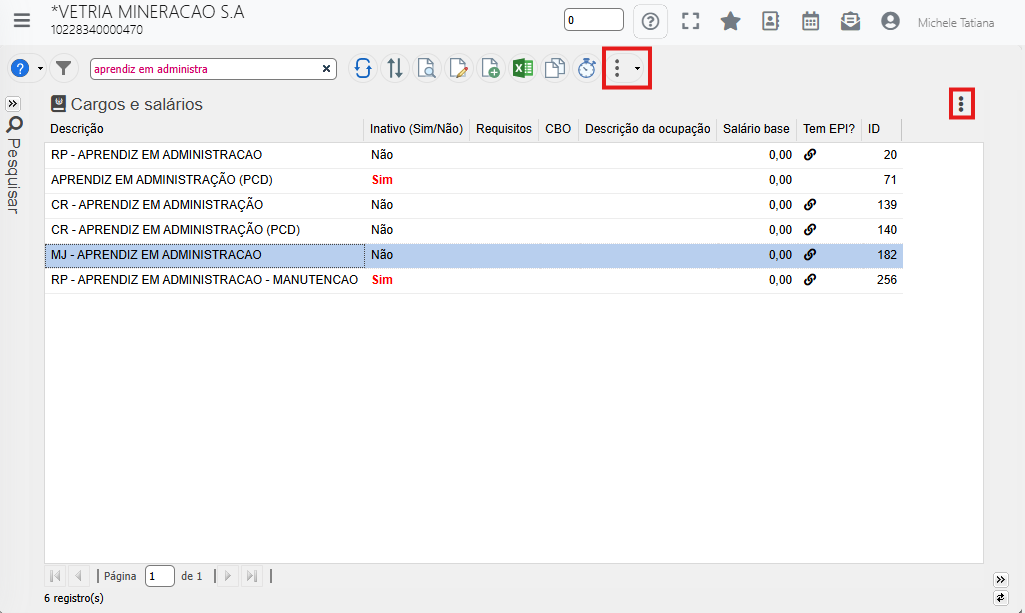 *VETRIA MINERACAO S.A
10228340000470
0
Michele Tatiana
aprendiz em administra
Pesquisar
Cargos e salários
Descrição Inativo (Sim/Não) Requisitos CBO Descrição da ocupação Salário base Tem EPI? ID
RP - APRENDIZ EM ADMINISTRACAO Não 0,00 20
APRENDIZ EM ADMINISTRAÇÃO (PCD) Sim 0,00 71
CR - APRENDIZ EM ADMINISTRAÇÃO Não 0,00 139
CR - APRENDIZ EM ADMINISTRAÇÃO (PCD) Não 0,00 140
MJ - APRENDIZ EM ADMINISTRACAO Não 0,00 182
RP - APRENDIZ EM ADMINISTRACAO - MANUTENCAO Sim 0,00 256
Página 1 de 1
6 registro(s)